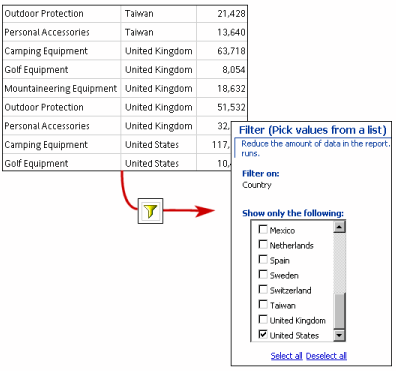 Outdoor Protection Taiwan 21,428
Personal Accessories Taiwan 13,640
Camping Equipment United Kingdom 63,718
Golf Equipment United Kingdom 8,054
Mountaineering Equipment United Kingdom 18,632
Outdoor Protection United Kingdom 51,532
Personal Accessories United Kingdom 32,
Camping Equipment United States 117,
Golf Equipment United States 10,
Filter (Pick values from a list)
Reduce the amount of data in the report.
runs.
Filter on:
Country
Show only the following:
Mexico
Netherlands
Spain
Sweden
Switzerland
Taiwan
United Kingdom
United States
Select all Deselect all